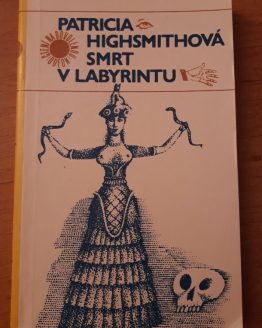 PATRICIA
HIGHSMITHOVÁ
SMRT
V LABYRINTU